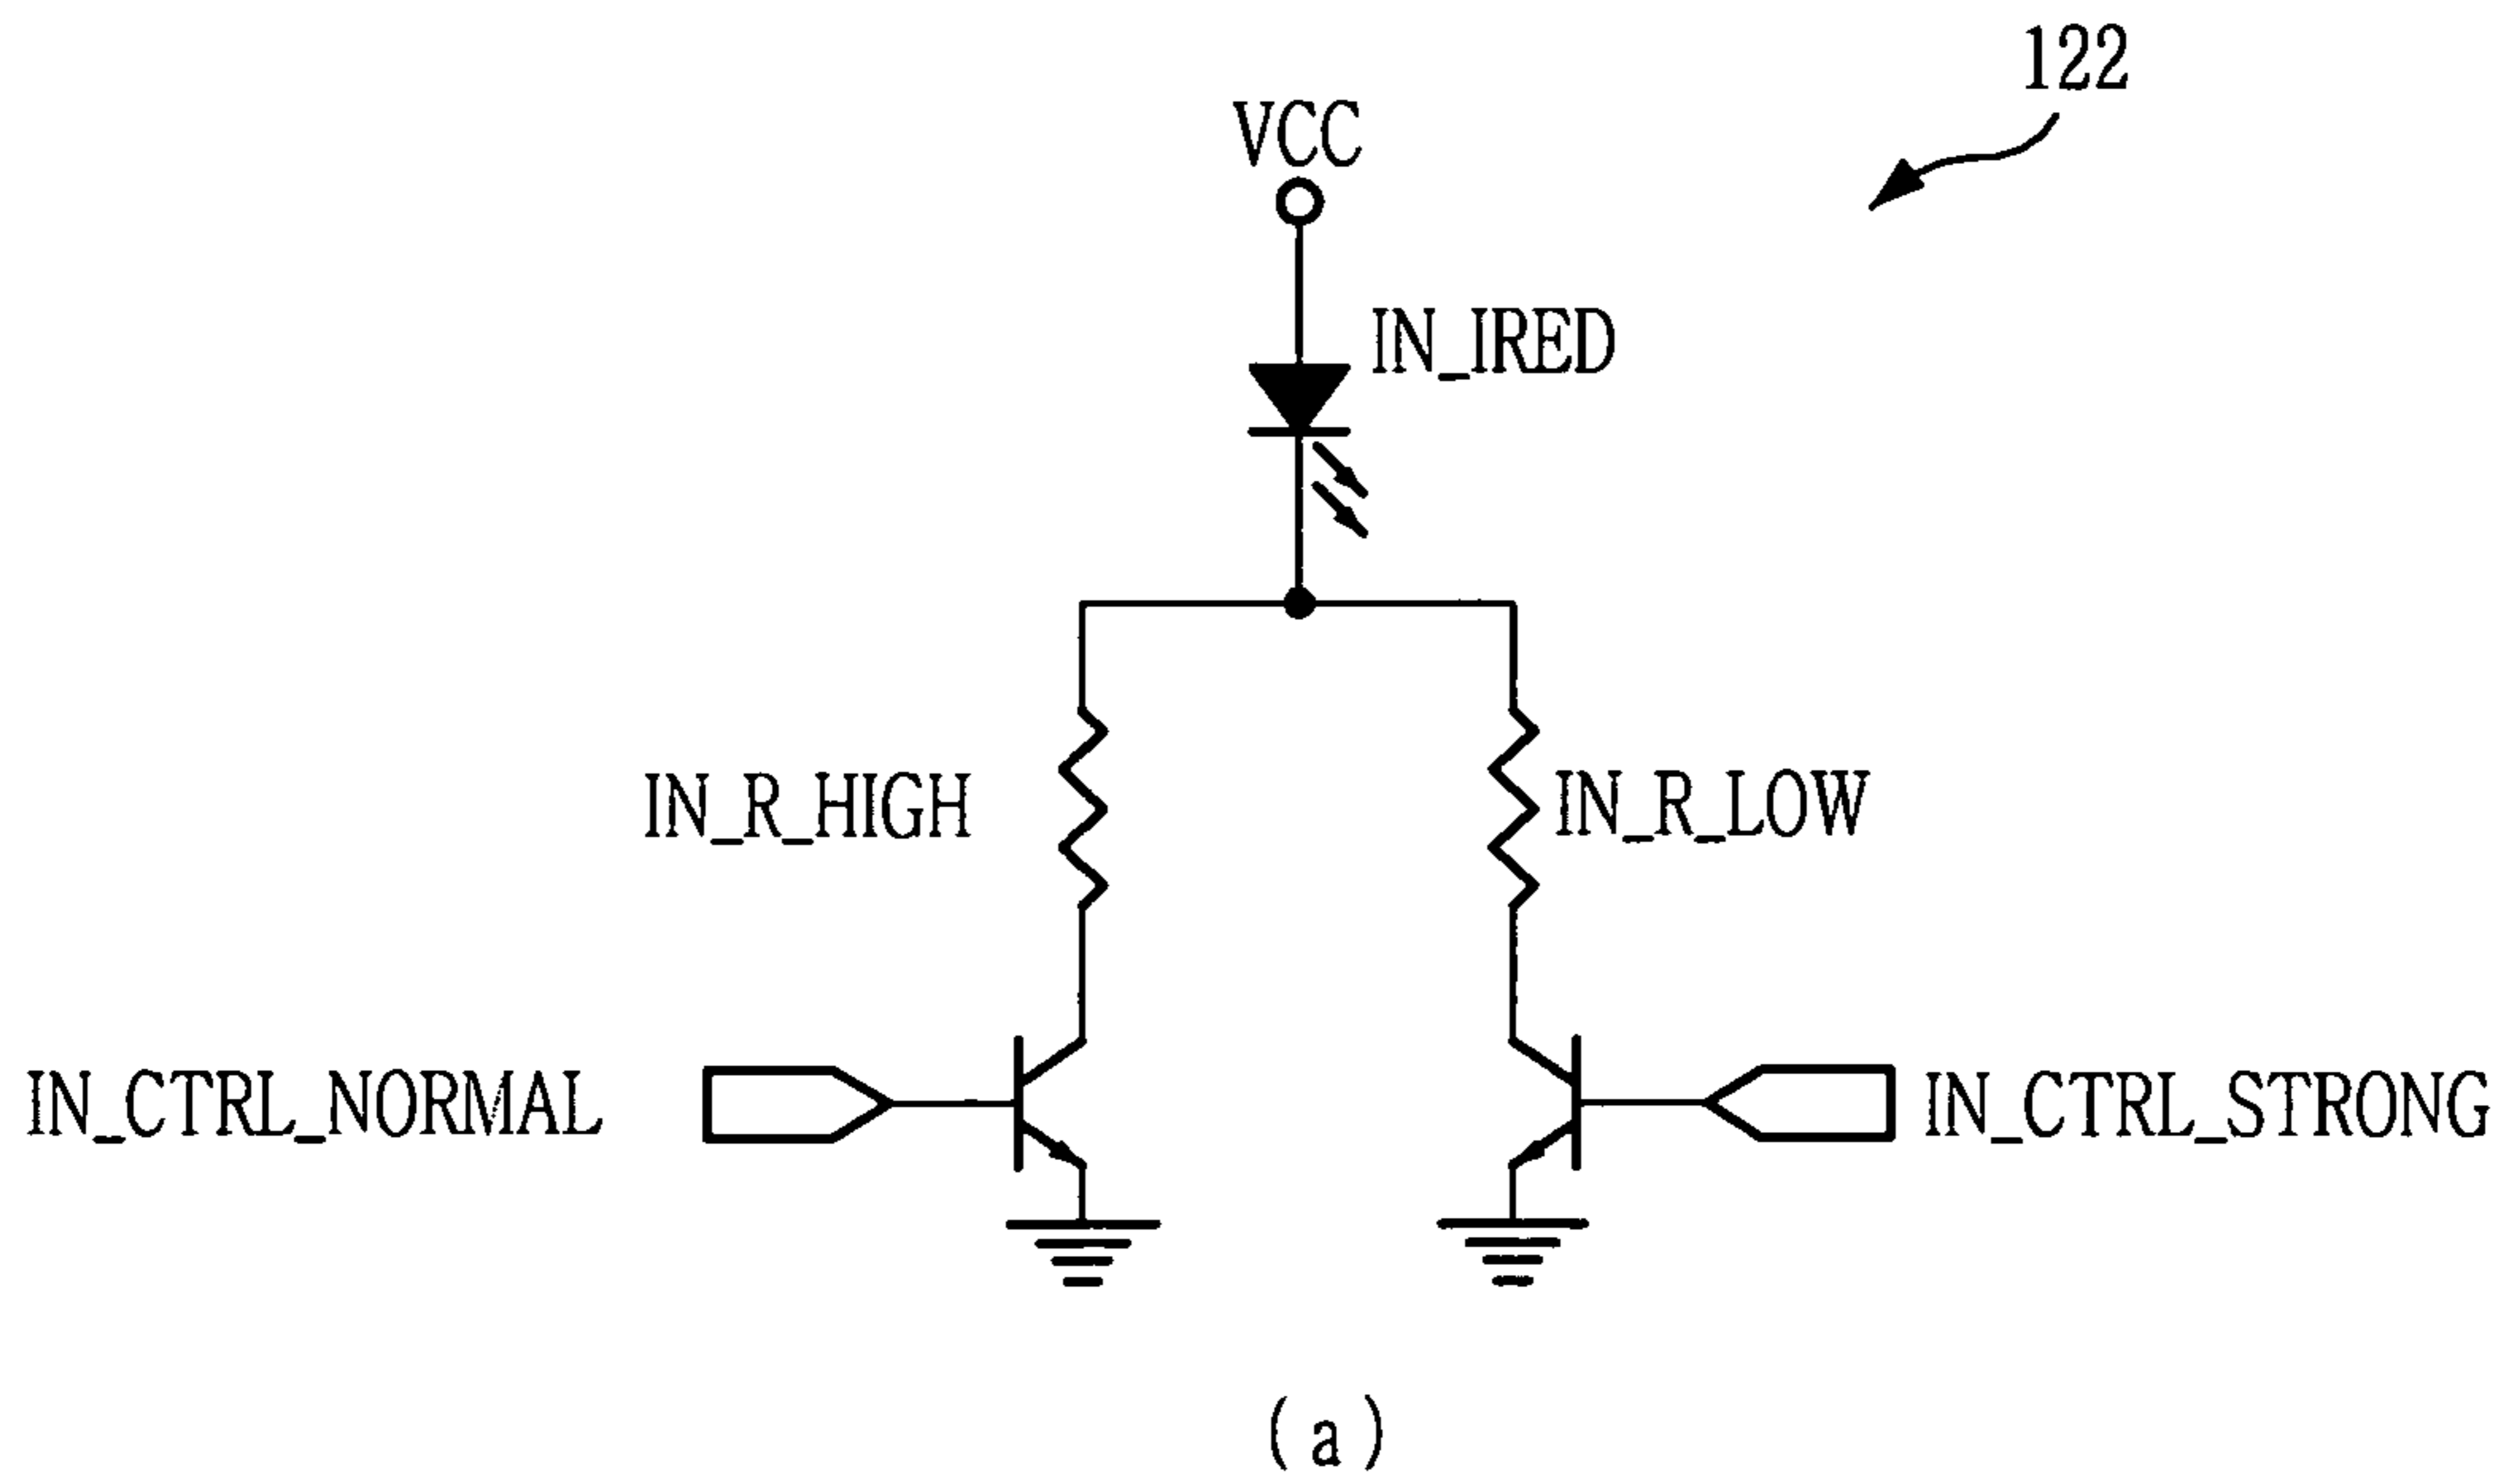 122
VCC
IN_IRED
IN_R_HIGH
IN_R_LOW
IN_CTRL_NORMAL
IN_CTRL_STRONG
(a)